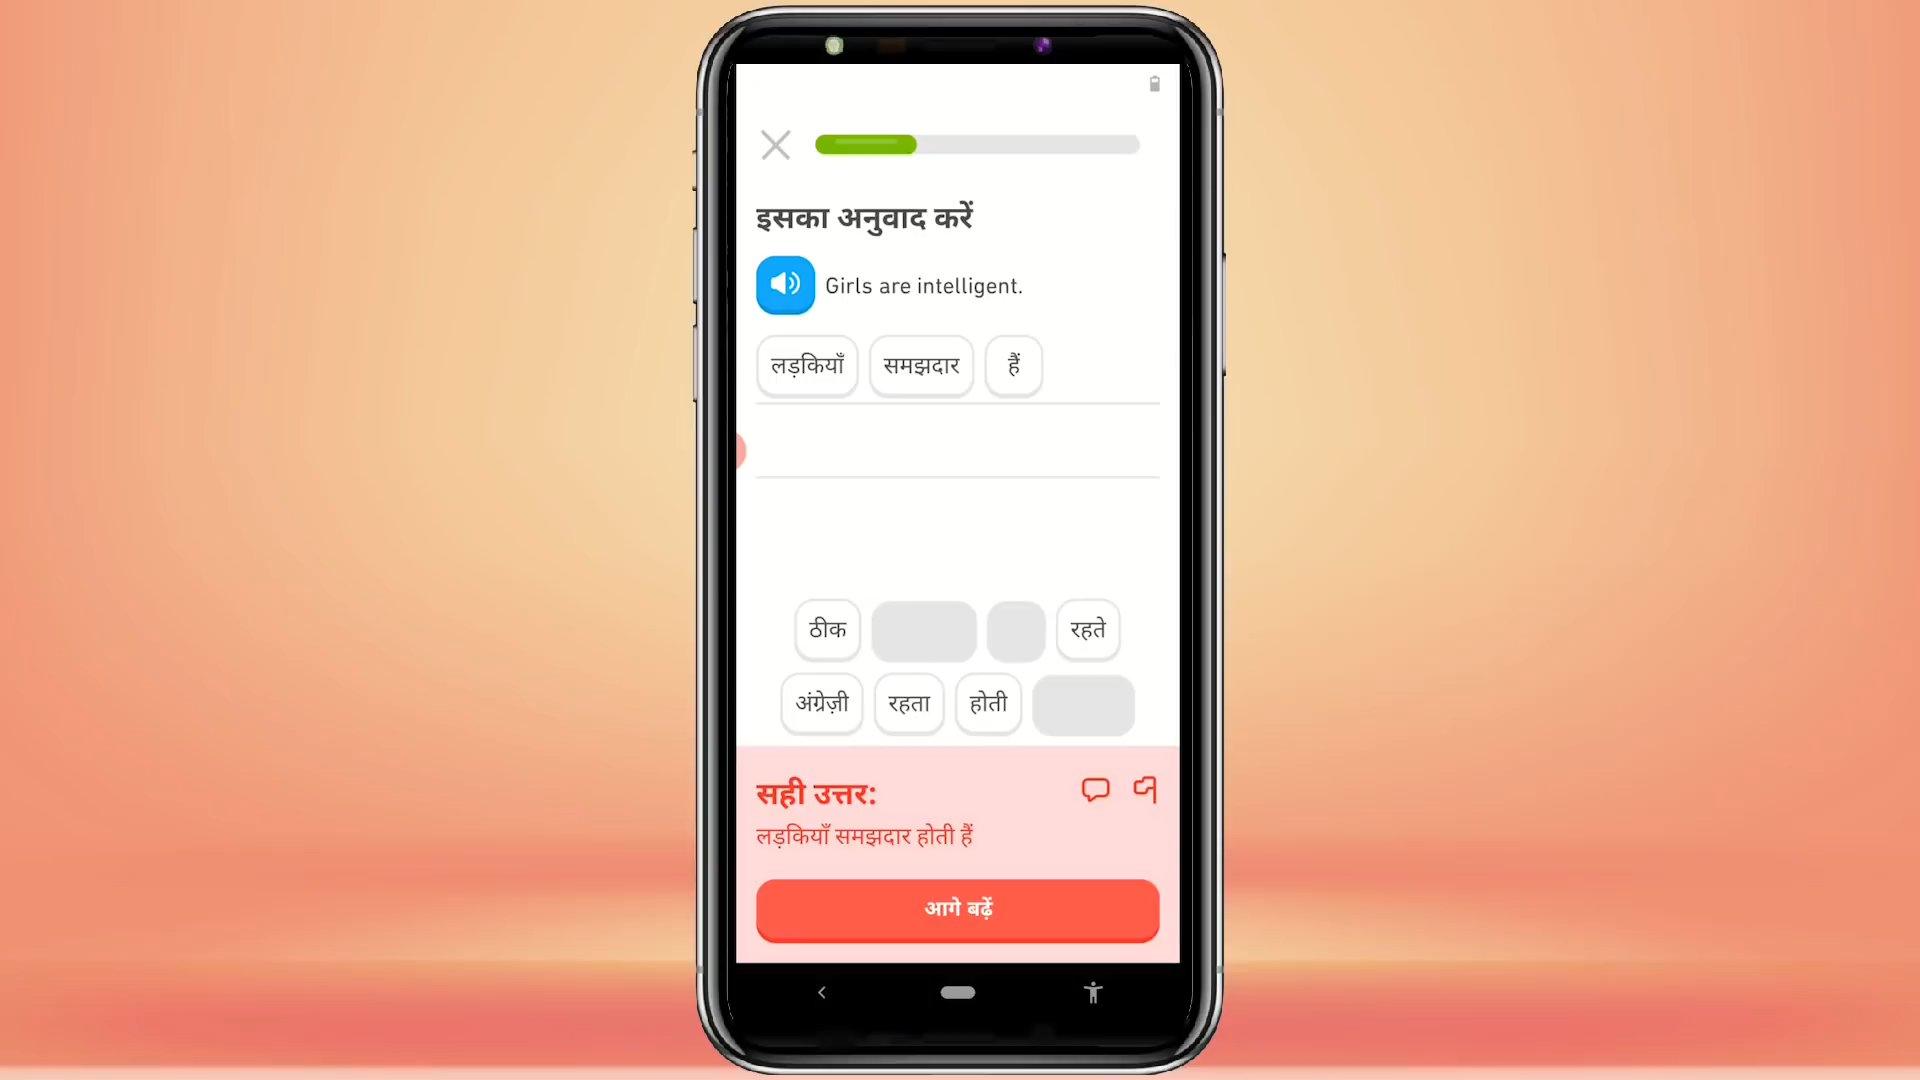 इसका अनुवाद करें
Girls are intelligent.
लड़कियाँ समझदार हैं
ठीक रहते
अंग्रेज़ी रहता होती
सही उत्तर:
लड़कियाँ समझदार होती हैं
आगे बढ़ें